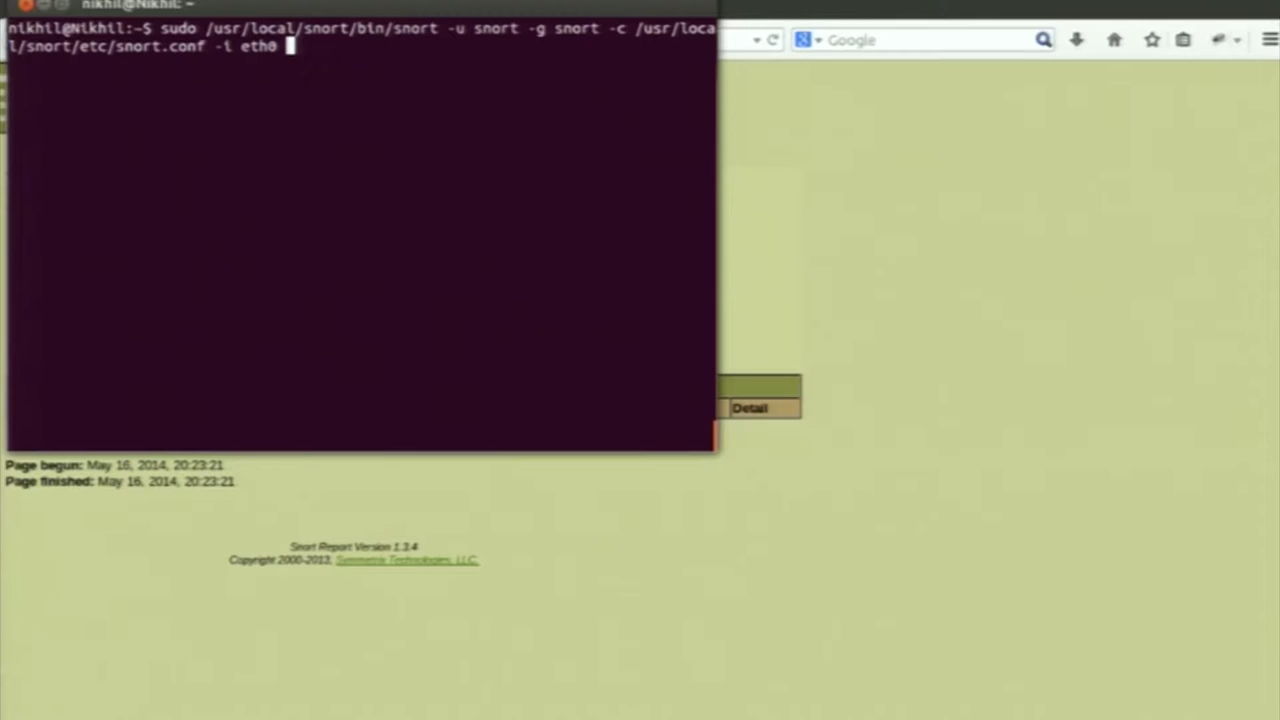 nikhil@Nikhil: ~
nikhil@Nikhil:~$ sudo /usr/local/snort/bin/snort -u snort -g snort -c /usr/loca
l/snort/etc/snort.conf -i eth0
Google
Detail
Page begun: May 16, 2014, 20:23:21
Page finished: May 16, 2014, 20:23:21
Snort Report Version 1.3.4
Copyright 2000-2013, Symmetrix Technologies, LLC.